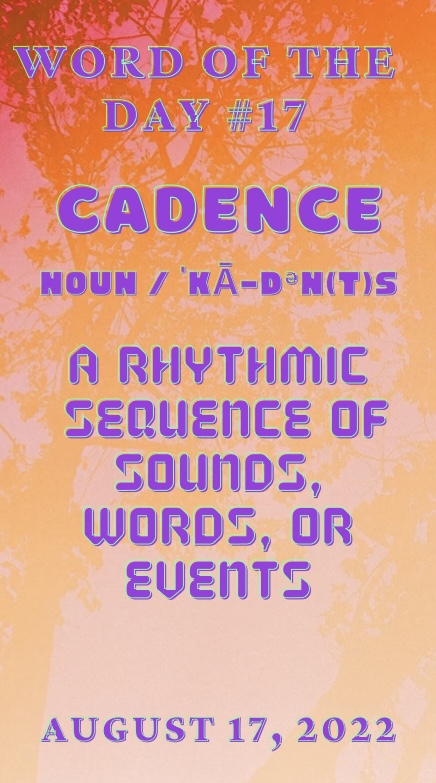 WORD OF THE
DAY #17
CADENCE
NOUN / ˈKĀ-DᵊN(T)S
A RHYTHMIC
SEQUENCE OF
SOUNDS,
WORDS, OR
EVENTS
AUGUST 17, 2022